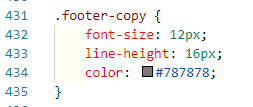 431 .footer-copy {
432 font-size: 12px;
433 line-height: 16px;
434 color: #787878;
435 }